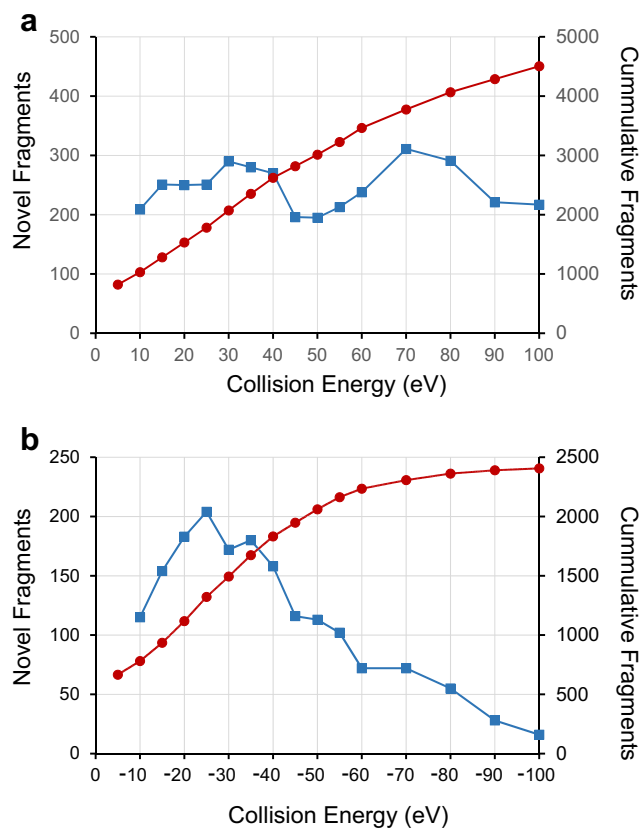 a
500 5000
400 4000
300 3000
200 2000
100 1000
0 0
Novel Fragments
Cummulative Fragments
0 10 20 30 40 50 60 70 80 90 100
Collision Energy (eV)
b
250 2500
200 2000
150 1500
100 1000
50 500
0 0
Novel Fragments
Cummulative Fragments
0 -10 -20 -30 -40 -50 -60 -70 -80 -90 -100
Collision Energy (eV)